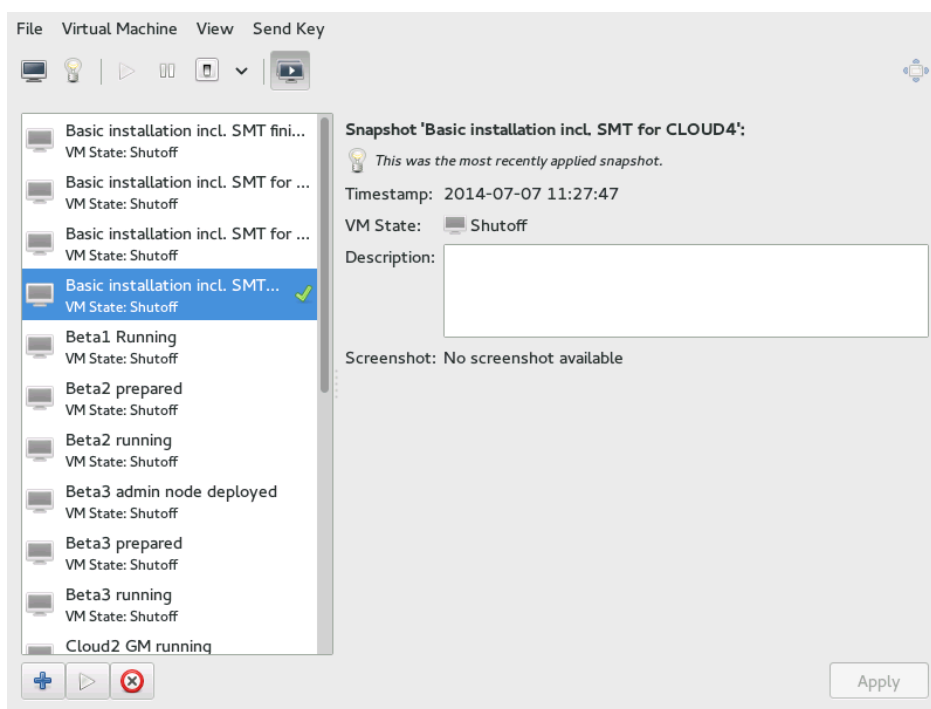 File Virtual Machine View Send Key
Basic installation incl. SMT fini...
VM State: Shutoff
Basic installation incl. SMT for ...
VM State: Shutoff
Basic installation incl. SMT for ...
VM State: Shutoff
Basic installation incl. SMT...
VM State: Shutoff
Beta1 Running
VM State: Shutoff
Beta2 prepared
VM State: Shutoff
Beta2 running
VM State: Shutoff
Beta3 admin node deployed
VM State: Shutoff
Beta3 prepared
VM State: Shutoff
Beta3 running
VM State: Shutoff
Cloud2 GM running
Snapshot 'Basic installation incl. SMT for CLOUD4':
This was the most recently applied snapshot.
Timestamp: 2014-07-07 11:27:47
VM State: Shutoff
Description:
Screenshot: No screenshot available
Apply